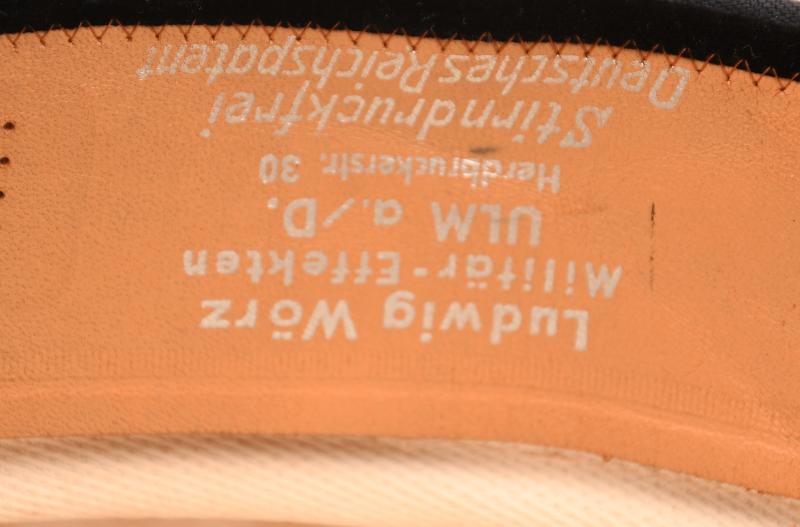 Ludwig Wörz
Militär-Effekten
ULM a./D.
Herdbruckerstr. 30
Stirndruckfrei
Deutsches Reichspatent